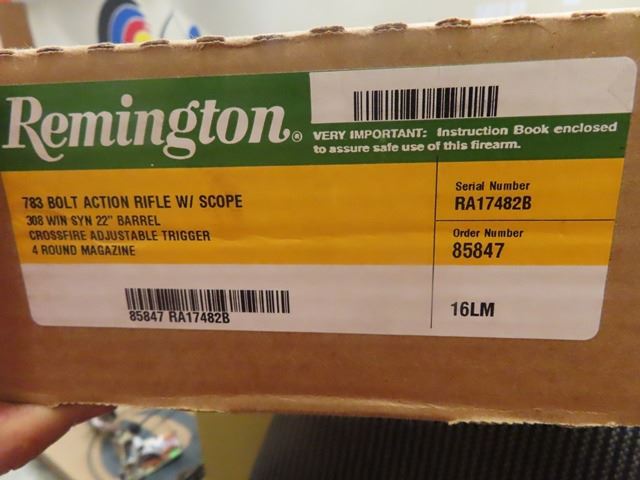 Remington®
VERY IMPORTANT: Instruction Book enclosed
to assure safe use of this firearm.
783 BOLT ACTION RIFLE W/ SCOPE
308 WIN SYN 22" BARREL
CROSSFIRE ADJUSTABLE TRIGGER
4 ROUND MAGAZINE
Serial Number
RA17482B
Order Number
85847
85847 RA17482B
16LM